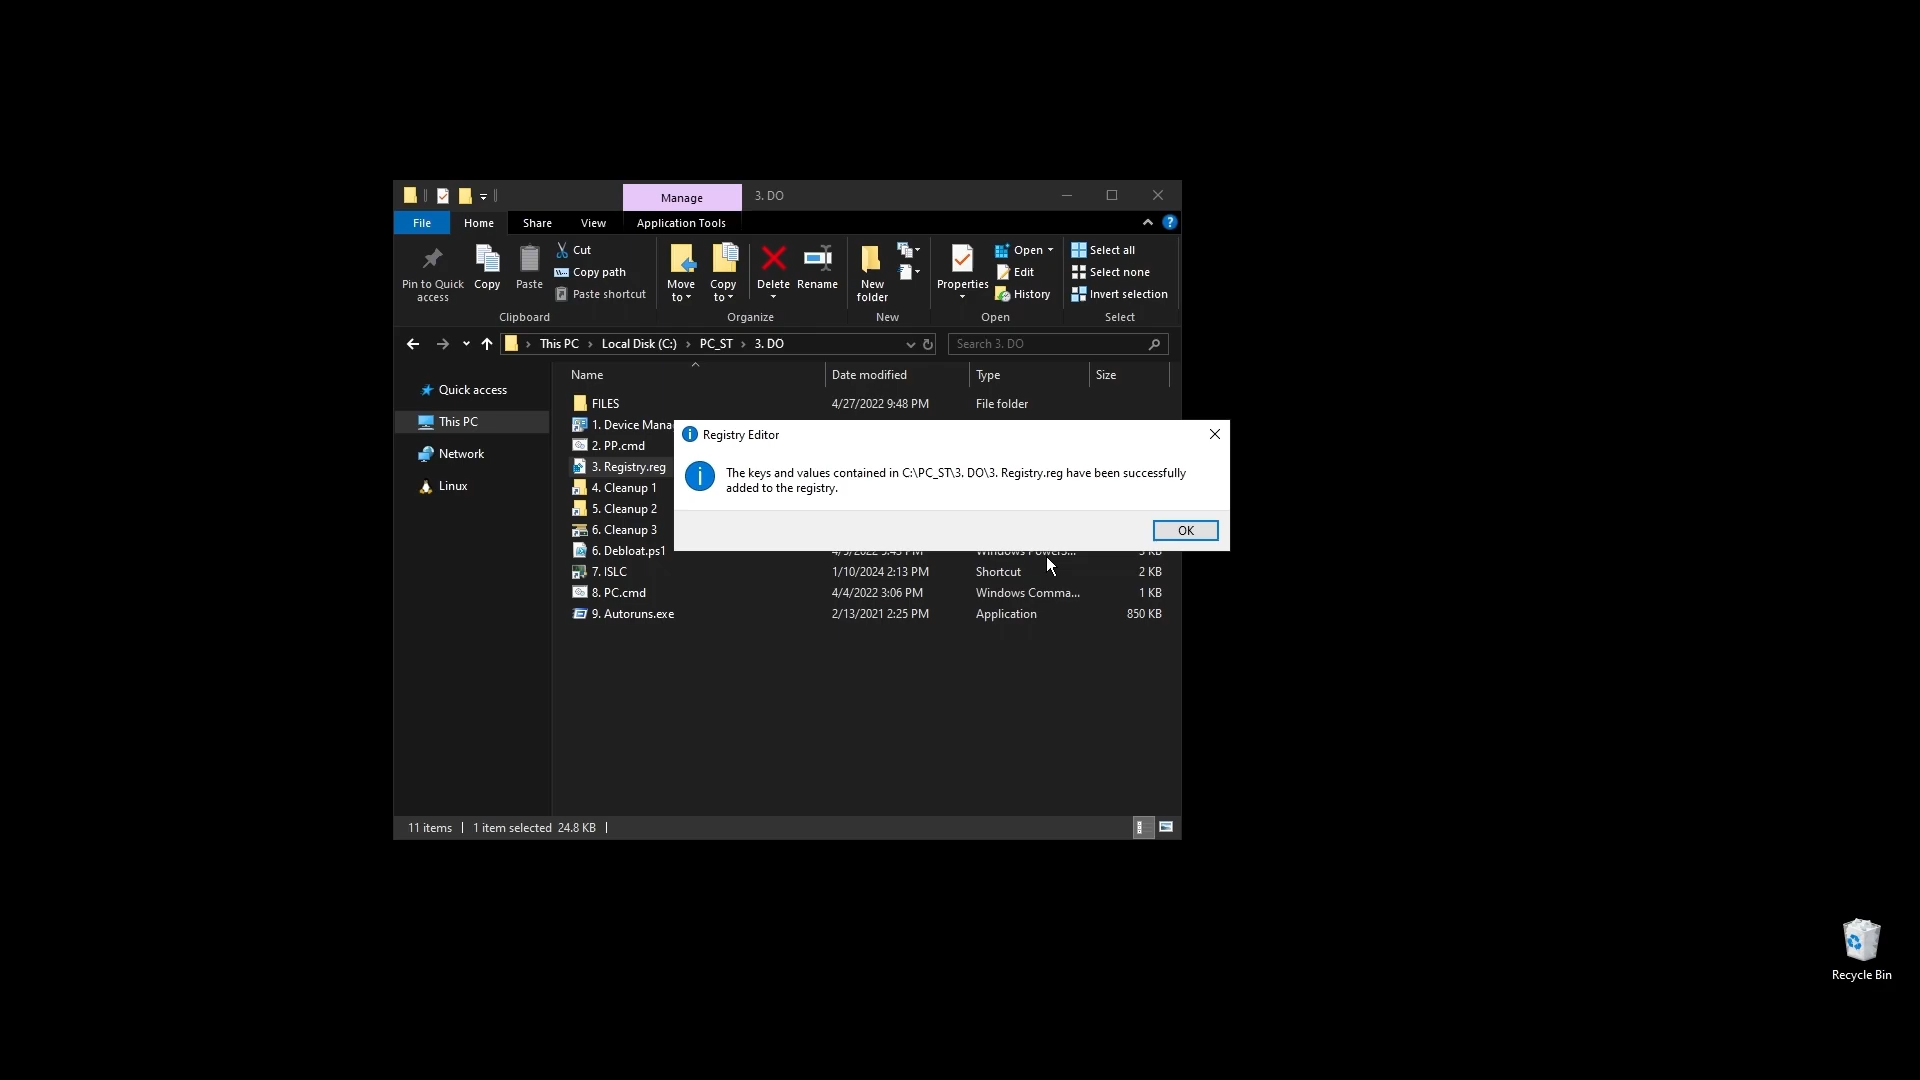 Manage
3. DO
File
Home
Share
View
Application Tools
?
Pin to Quick
access
Copy
Paste
Cut
Copy path
Paste shortcut
Clipboard
Move
to
Copy
to
Delete
Rename
Organize
New
folder
New
Properties
Open
Edit
History
Open
Select all
Select none
Invert selection
Select
This PC
Local Disk (C:)
PC_ST
3. DO
Search 3. DO
Quick access
This PC
Network
Linux
Name
Date modified
Type
Size
FILES
4/27/2022 9:48 PM
File folder
1. Device Mana
2. PP.cmd
3. Registry.reg
4. Cleanup 1
5. Cleanup 2
6. Cleanup 3
6. Debloat.ps1
Windows PowerS...
7. ISLC
1/10/2024 2:13 PM
Shortcut
2 KB
8. PC.cmd
4/4/2022 3:06 PM
Windows Comma...
1 KB
9. Autoruns.exe
2/13/2021 2:25 PM
Application
850 KB
Registry Editor
The keys and values contained in C:\PC_ST\3. DO\3. Registry.reg have been successfully
added to the registry.
OK
11 items
1 item selected 24.8 KB
Recycle Bin